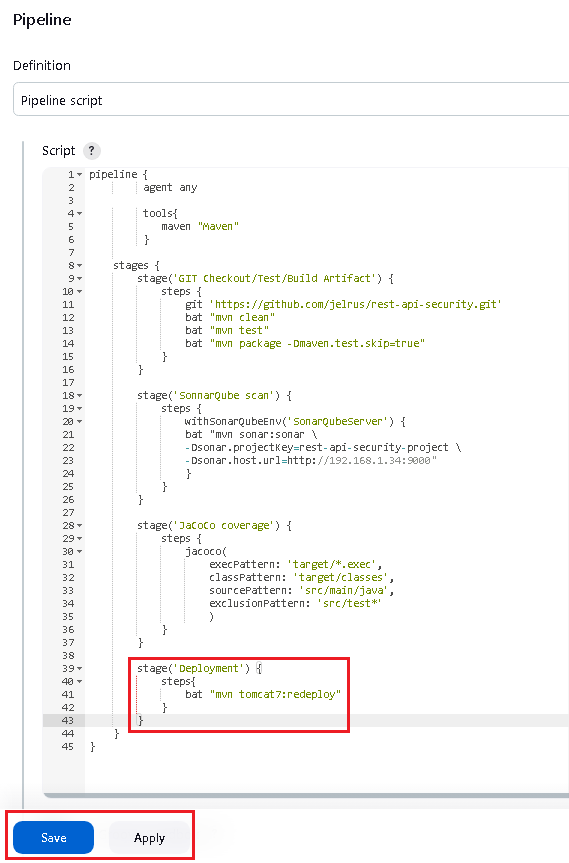 Pipeline
Definition
Pipeline script
Script ?
1 pipeline {
2 agent any
3
4 tools{
5 maven "Maven"
6 }
7
8 stages {
9 stage('GIT Checkout/Test/Build Artifact') {
10 steps {
11 git 'https://github.com/jelrus/rest-api-security.git'
12 bat "mvn clean"
13 bat "mvn test"
14 bat "mvn package -Dmaven.test.skip=true"
15 }
16 }
17
18 stage('SonnarQube scan') {
19 steps {
20 withSonarQubeEnv('SonarQubeServer') {
21 bat "mvn sonar:sonar \
22 -Dsonar.projectKey=rest-api-security-project \
23 -Dsonar.host.url=http://192.168.1.34:9000"
24 }
25 }
26 }
27
28 stage('JaCoCo coverage') {
29 steps {
30 jacoco(
31 execPattern: 'target/*.exec',
32 classPattern: 'target/classes',
33 sourcePattern: 'src/main/java',
34 exclusionPattern: 'src/test*'
35 )
36 }
37 }
38
39 stage('Deployment') {
40 steps{
41 bat "mvn tomcat7:redeploy"
42 }
43 }
44 }
45 }
Save Apply